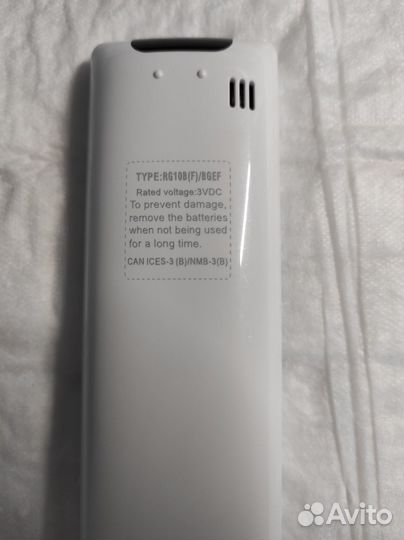 TYPE:RG10B(F)/BGEF
Rated voltage:3VDC
To prevent damage,
remove the batteries
when not being used
for a long time.
CAN ICES-3 (B)/NMB-3(B)
Avito